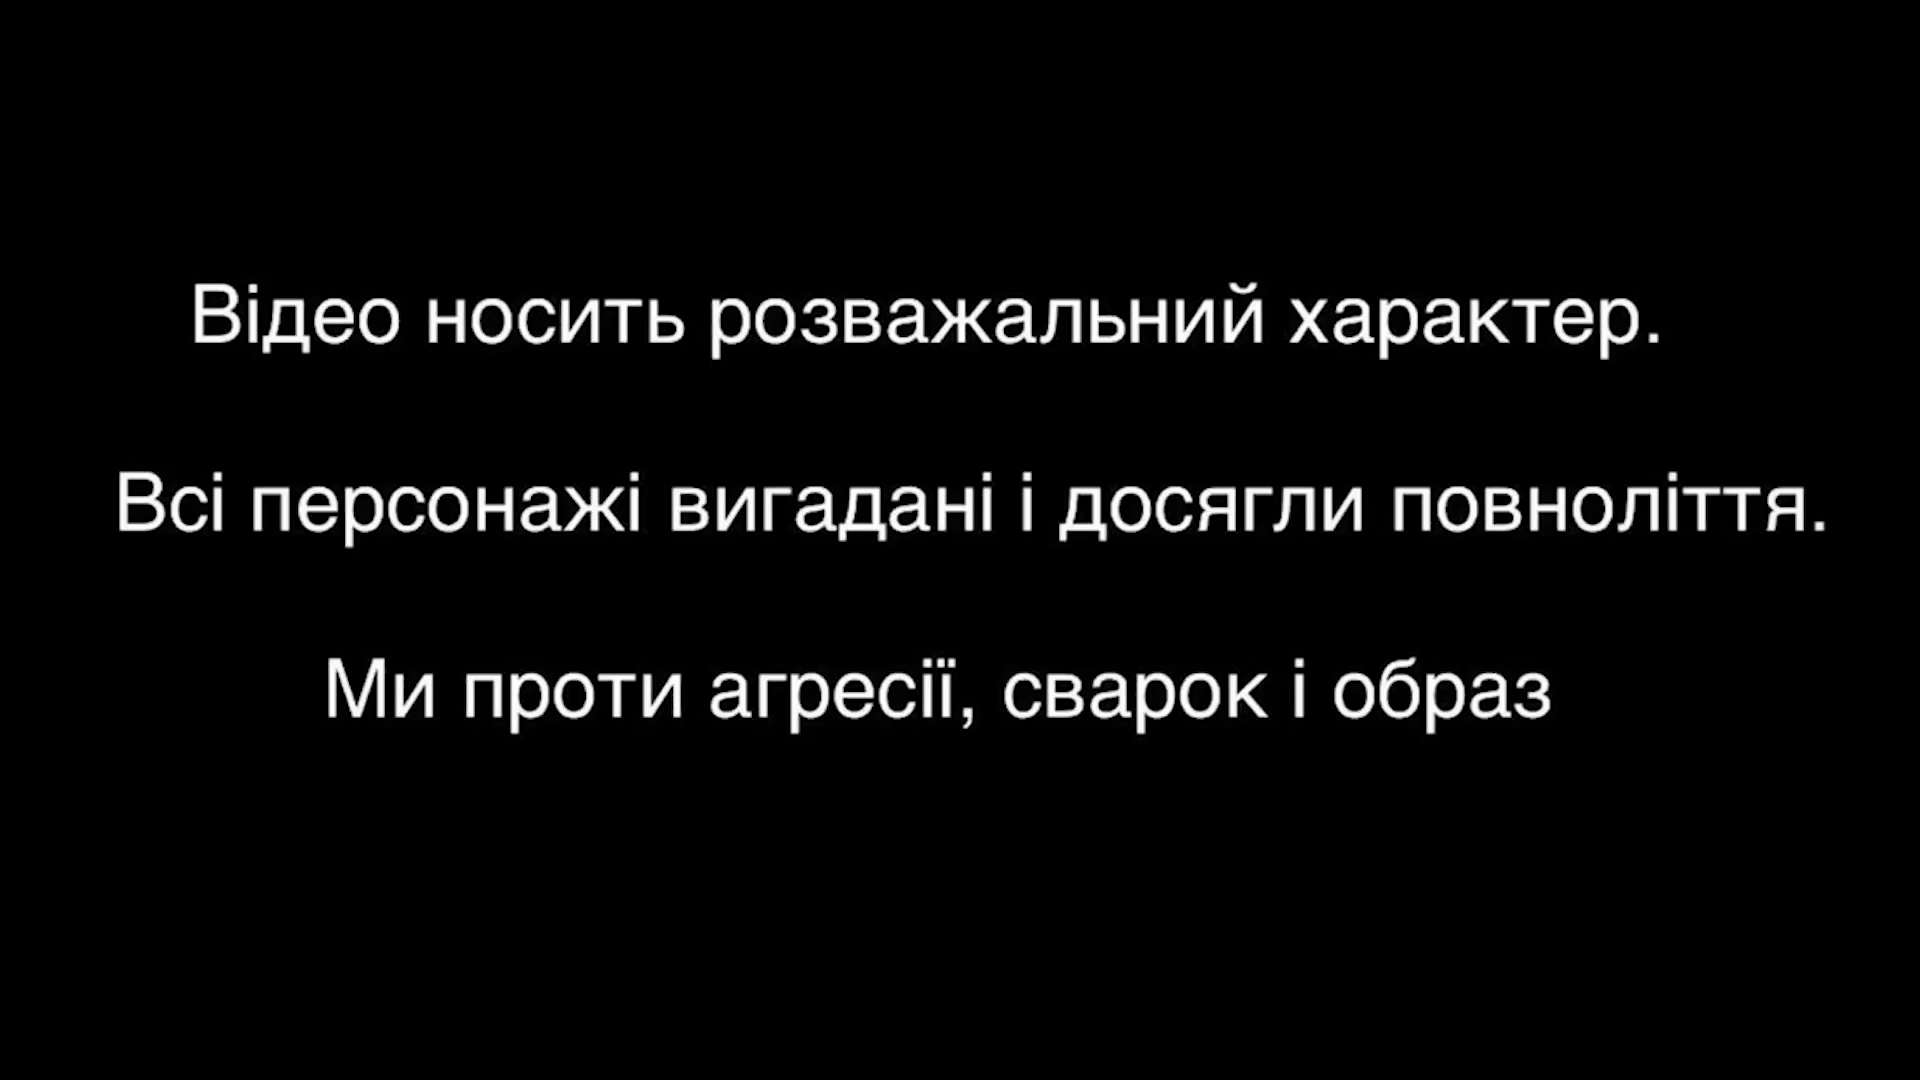 Відео носить розважальний характер.
Всі персонажі вигадані і досягли повноліття.
Ми проти агресії, сварок і образ